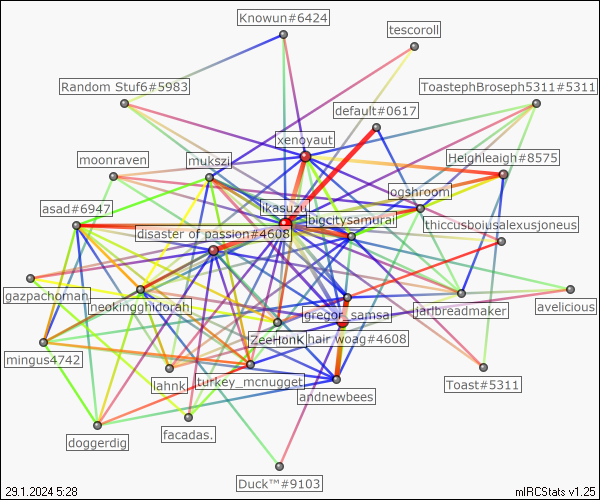 Knowun#6424
tescoroll
Random Stuf6#5983
ToastephBroseph5311#5311
default#0617
xenoyaut
moonraven
mukszi
Heighleaigh#8575
ogshroom
asad#6947
ikasuzu
bigcitysamurai
thiccusboiusalexusjoneus
disaster of passion#4608
gazpachoman
neokingghidorah
gregor_samsa
jarlbreadmaker
avelicious
ZeeHonk
hair woag#4608
mingus4742
lahnk
turkey_mcnugget
Toast#5311
andnewbees
doggerdig
facadas.
Duck™#9103
29.1.2024 5:28
mIRCStats v1.25